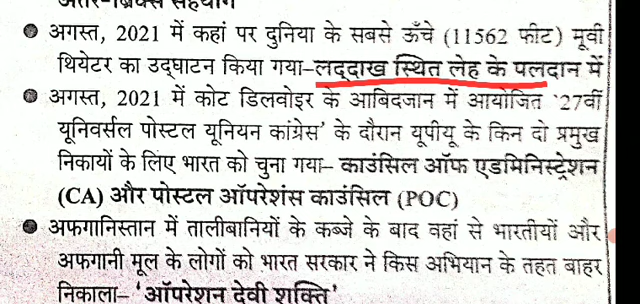 अंतर-ब्रिक्स सहयोग
● अगस्त, 2021 में कहां पर दुनिया के सबसे ऊँचे (11562 फीट) मूवी
थियेटर का उद्घाटन किया गया–लद्दाख स्थित लेह के पलदान में
● अगस्त, 2021 में कोट डिलवोइर के आबिदजान में आयोजित '27वीं
यूनिवर्सल पोस्टल यूनियन कांग्रेस' के दौरान यूपीयू के किन दो प्रमुख
निकायों के लिए भारत को चुना गया– काउंसिल ऑफ एडमिनिस्ट्रेशन
(CA) और पोस्टल ऑपरेशंस काउंसिल (POC)
● अफगानिस्तान में तालीबानियों के कब्जे के बाद वहां से भारतीयों और
अफगानी मूल के लोगों को भारत सरकार ने किस अभियान के तहत बाहर
निकाला– 'ऑपरेशन देवी शक्ति'